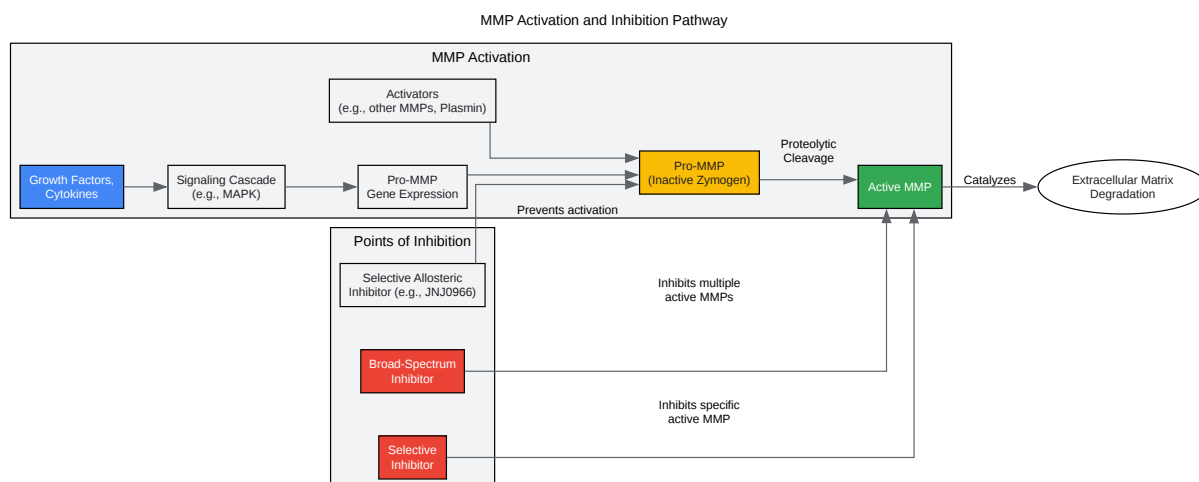 MMP Activation and Inhibition Pathway
MMP Activation
Activators
(e.g., other MMPs, Plasmin)
Growth Factors,
Cytokines
Signaling Cascade
(e.g., MAPK)
Pro-MMP
Gene Expression
Pro-MMP
(Inactive Zymogen)
Proteolytic
Cleavage
Active MMP
Catalyzes
Extracellular Matrix
Degradation
Prevents activation
Points of Inhibition
Selective Allosteric
Inhibitor (e.g., JNJ0966)
Inhibits multiple
active MMPs
Broad-Spectrum
Inhibitor
Inhibits specific
active MMP
Selective
Inhibitor